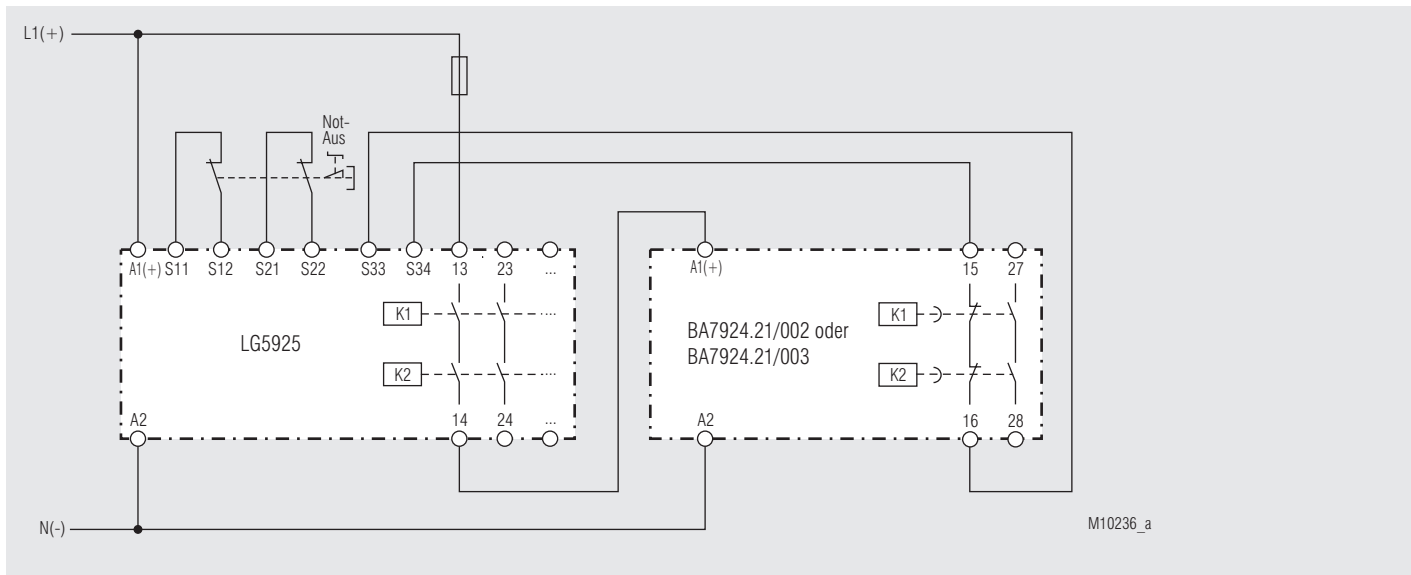 L1(+)
Not-
Aus
A1(+) S11 S12 S21 S22 S33 S34 13 23 ...
A1(+) 15 27
K1
K1
LG5925
BA7924.21/002 oder
BA7924.21/003
K2
K2
A2 14 24 ...
A2 16 28
N(-)
M10236_a